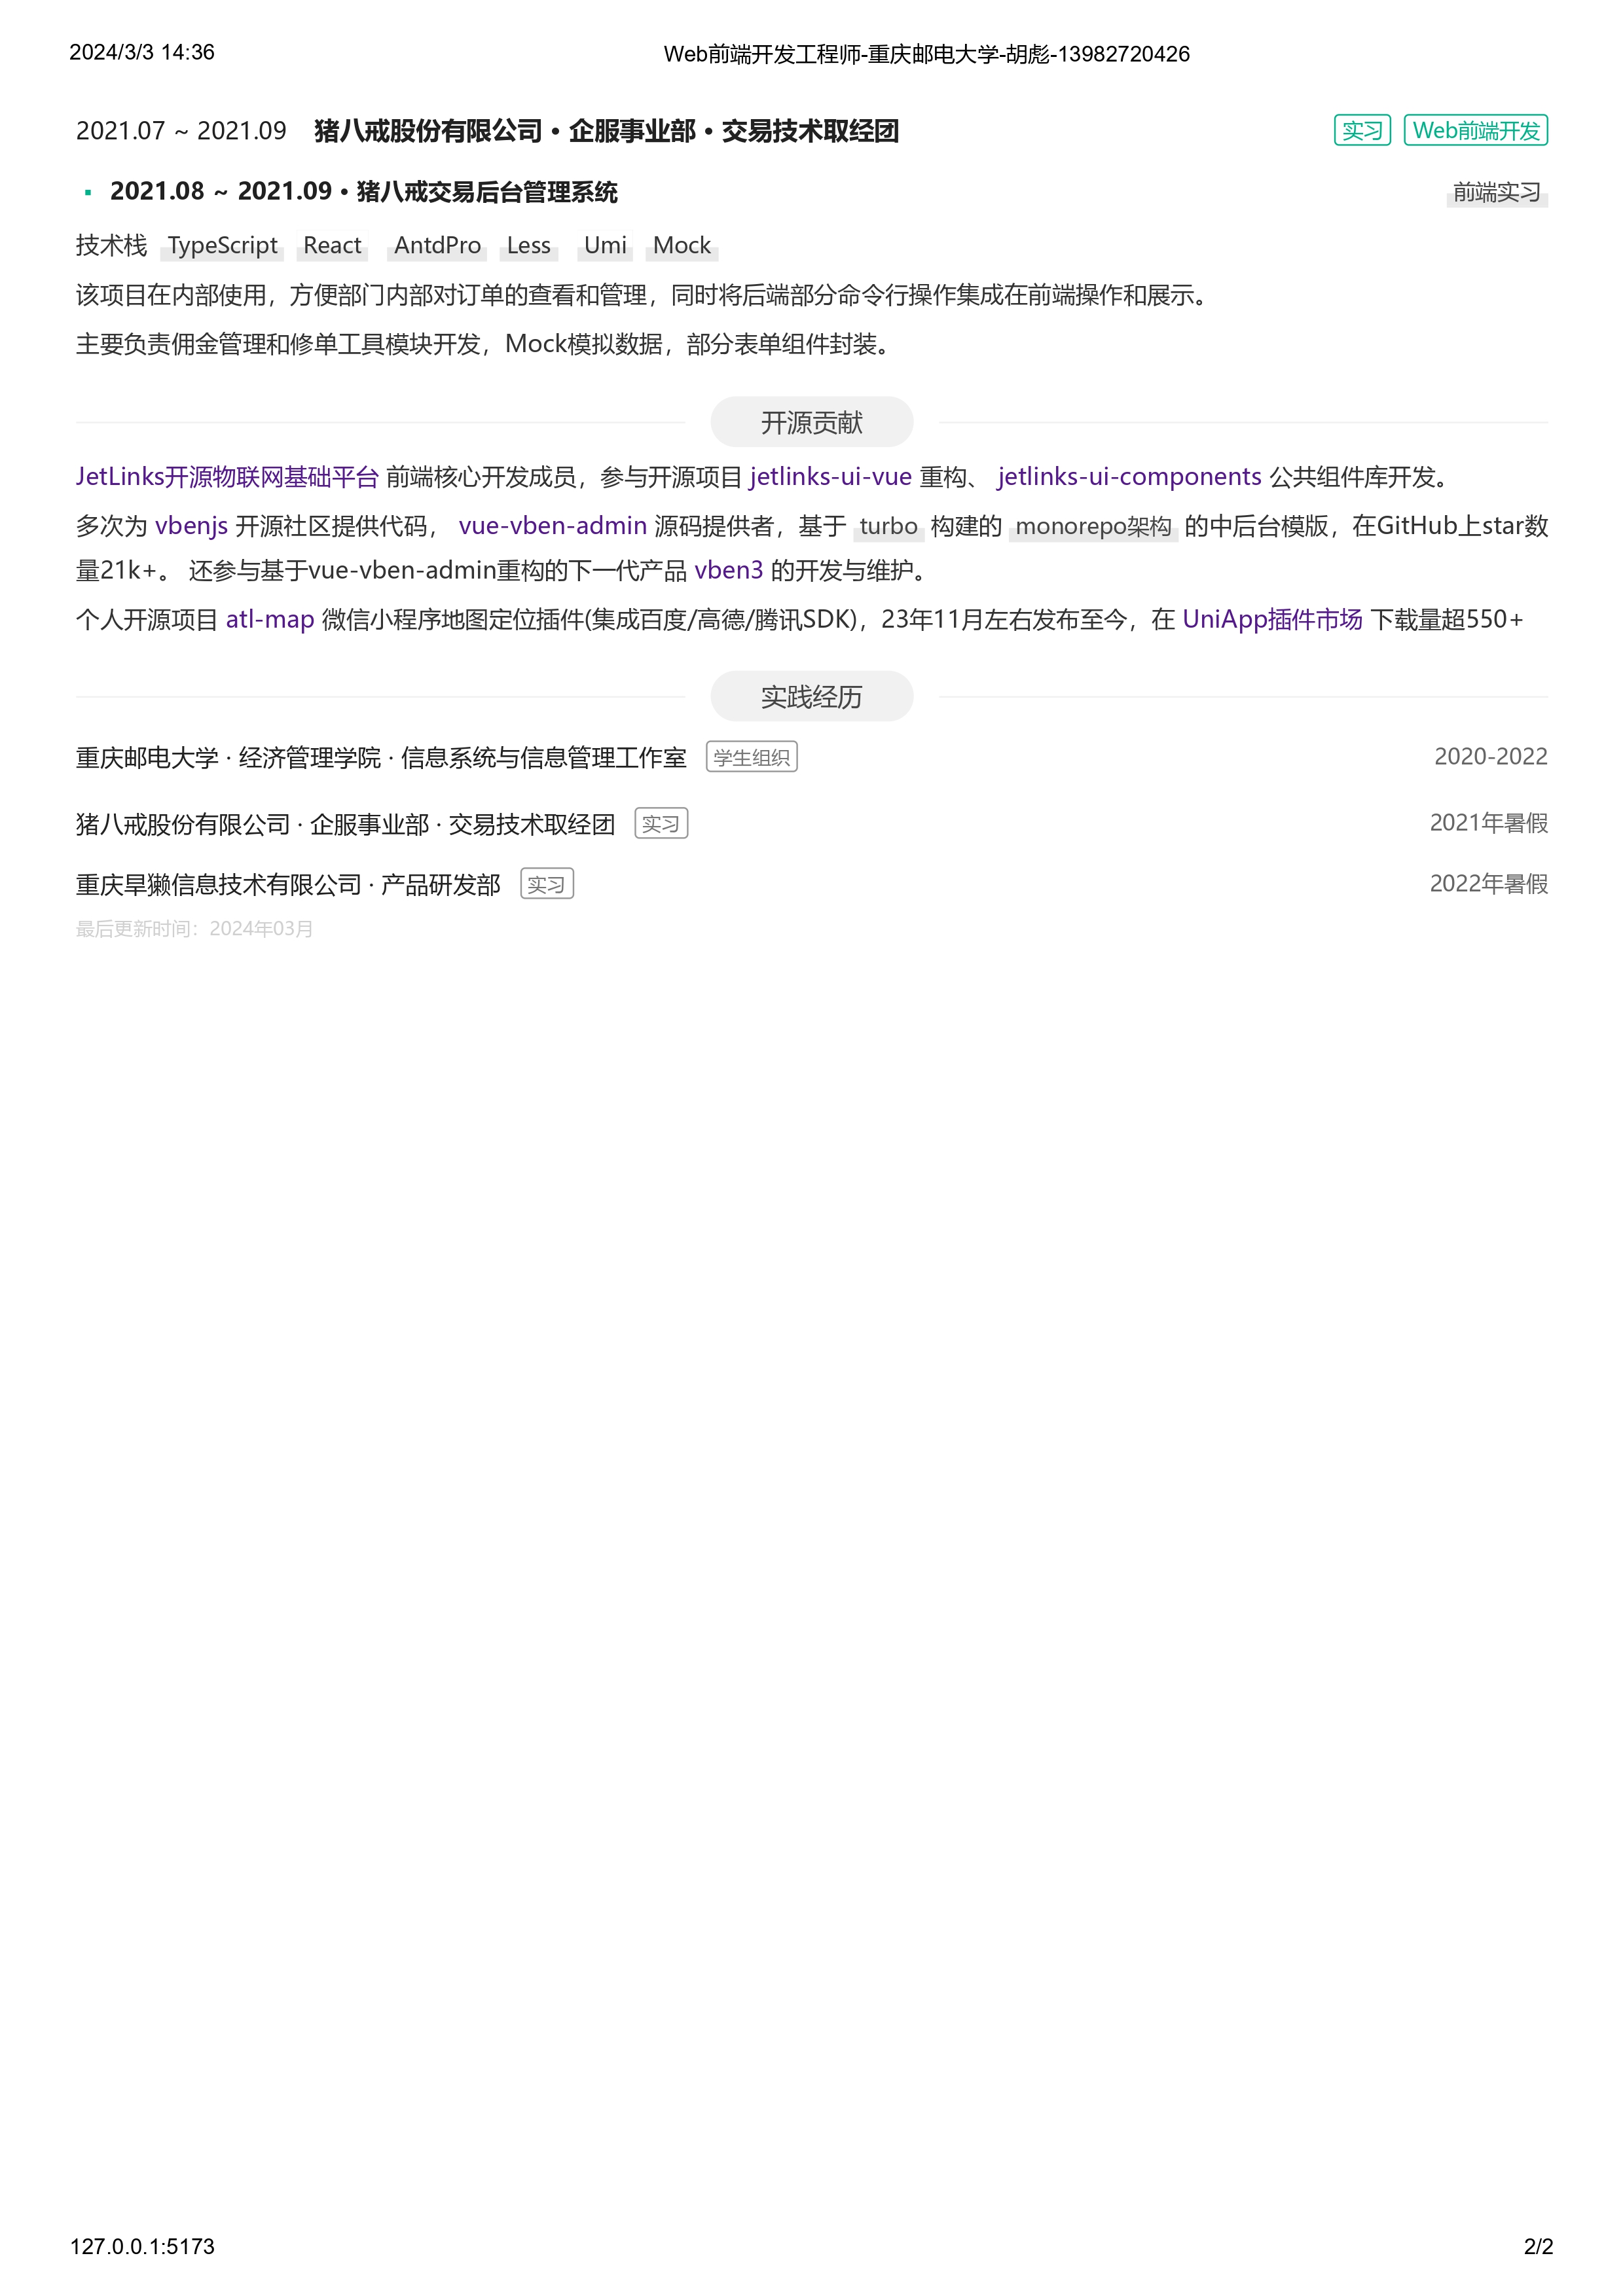 2024/3/3 14:36 Web前端开发工程师-重庆邮电大学-胡彪-13982720426
2021.07 ~ 2021.09 猪八戒股份有限公司 • 企服事业部 • 交易技术取经团 实习 Web前端开发
▪ 2021.08 ~ 2021.09 • 猪八戒交易后台管理系统 前端实习
技术栈 TypeScript React AntdPro Less Umi Mock
该项目在内部使用，方便部门内部对订单的查看和管理，同时将后端部分命令行操作集成在前端操作和展示。
主要负责佣金管理和修单工具模块开发，Mock模拟数据，部分表单组件封装。
开源贡献
JetLinks开源物联网基础平台 前端核心开发成员，参与开源项目 jetlinks-ui-vue 重构、 jetlinks-ui-components 公共组件库开发。
多次为 vbenjs 开源社区提供代码， vue-vben-admin 源码提供者，基于 turbo 构建的 monorepo架构 的中后台模版，在GitHub上star数
量21k+。 还参与基于vue-vben-admin重构的下一代产品 vben3 的开发与维护。
个人开源项目 atl-map 微信小程序地图定位插件(集成百度/高德/腾讯SDK)，23年11月左右发布至今，在 UniApp插件市场 下载量超550+
实践经历
重庆邮电大学 · 经济管理学院 · 信息系统与信息管理工作室 学生组织 2020-2022
猪八戒股份有限公司 · 企服事业部 · 交易技术取经团 实习 2021年暑假
重庆旱獭信息技术有限公司 · 产品研发部 实习 2022年暑假
最后更新时间：2024年03月
127.0.0.1:5173 2/2